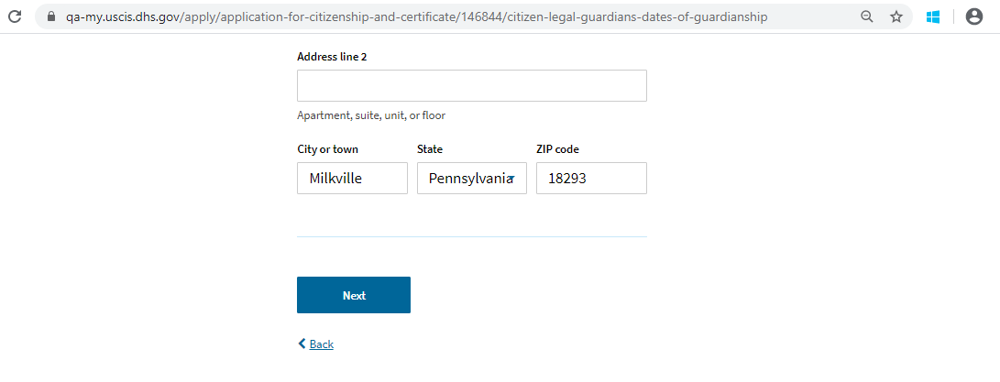 qa-my.uscis.dhs.gov/apply/application-for-citizenship-and-certificate/146844/citizen-legal-guardians-dates-of-guardianship
Address line 2
Apartment, suite, unit, or floor
City or town State ZIP code
Milkville Pennsylvania 18293
Next
Back